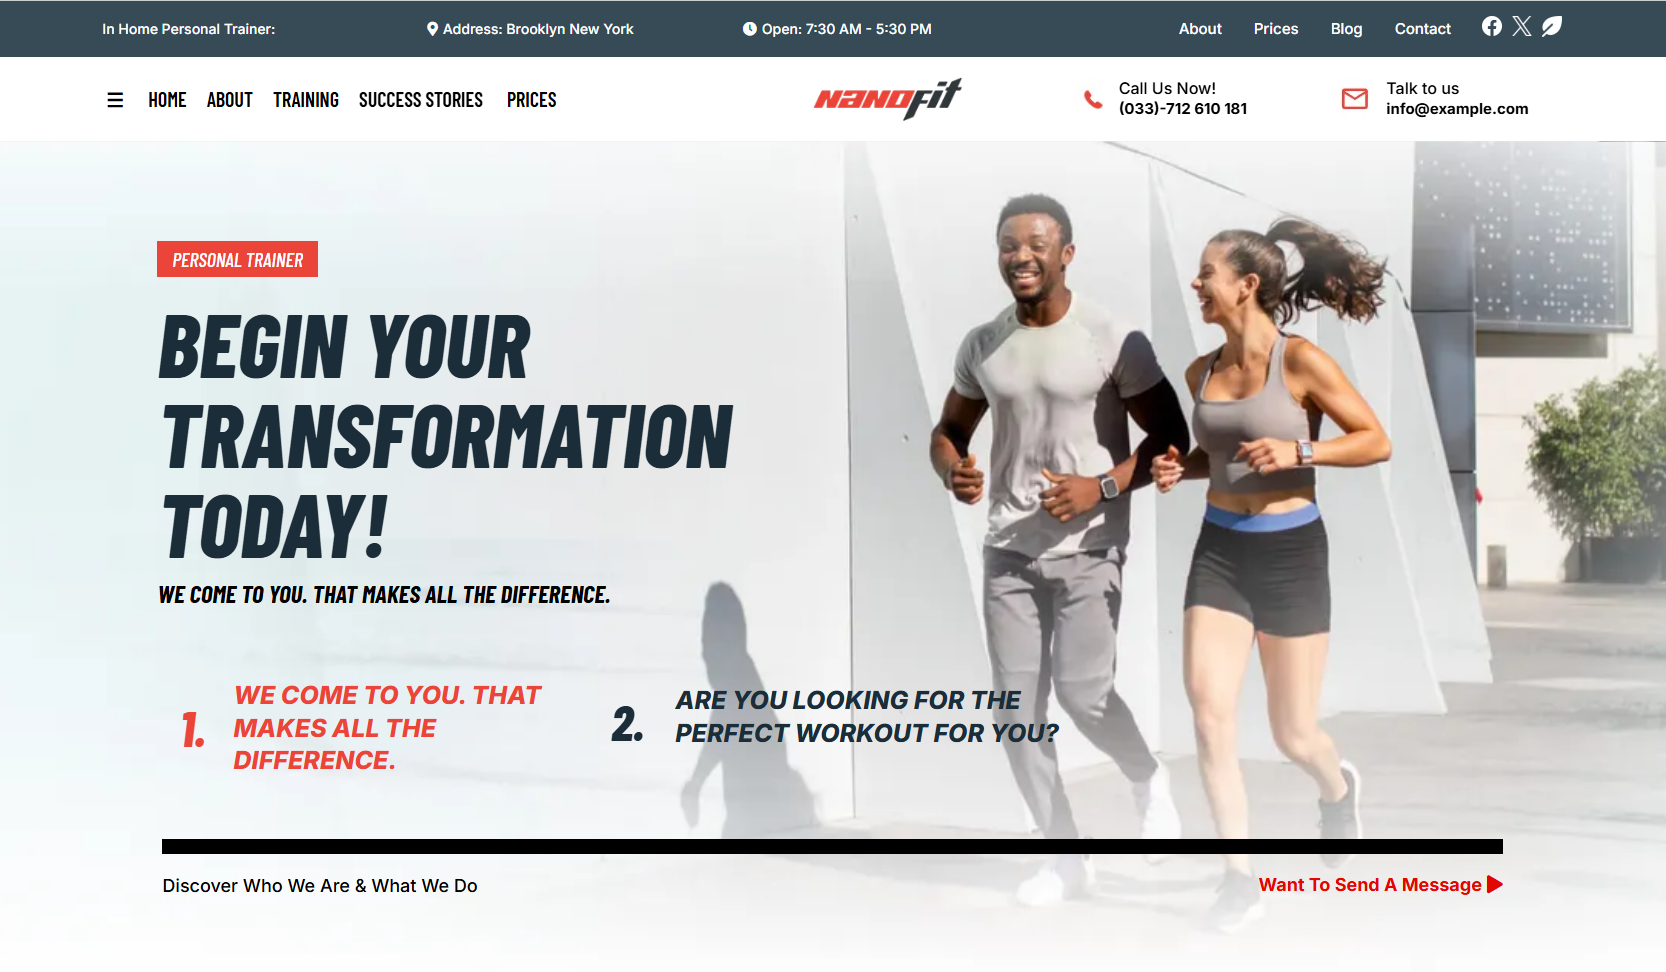 In Home Personal Trainer:
Address: Brooklyn New York
Open: 7:30 AM - 5:30 PM
About
Prices
Blog
Contact
HOME
ABOUT
TRAINING
SUCCESS STORIES
PRICES
NANOFIT
Call Us Now!
(033)-712 610 181
Talk to us
info@example.com
PERSONAL TRAINER
BEGIN YOUR
TRANSFORMATION
TODAY!
WE COME TO YOU. THAT MAKES ALL THE DIFFERENCE.
1.
WE COME TO YOU. THAT
MAKES ALL THE
DIFFERENCE.
2.
ARE YOU LOOKING FOR THE
PERFECT WORKOUT FOR YOU?
Discover Who We Are & What We Do
Want To Send A Message